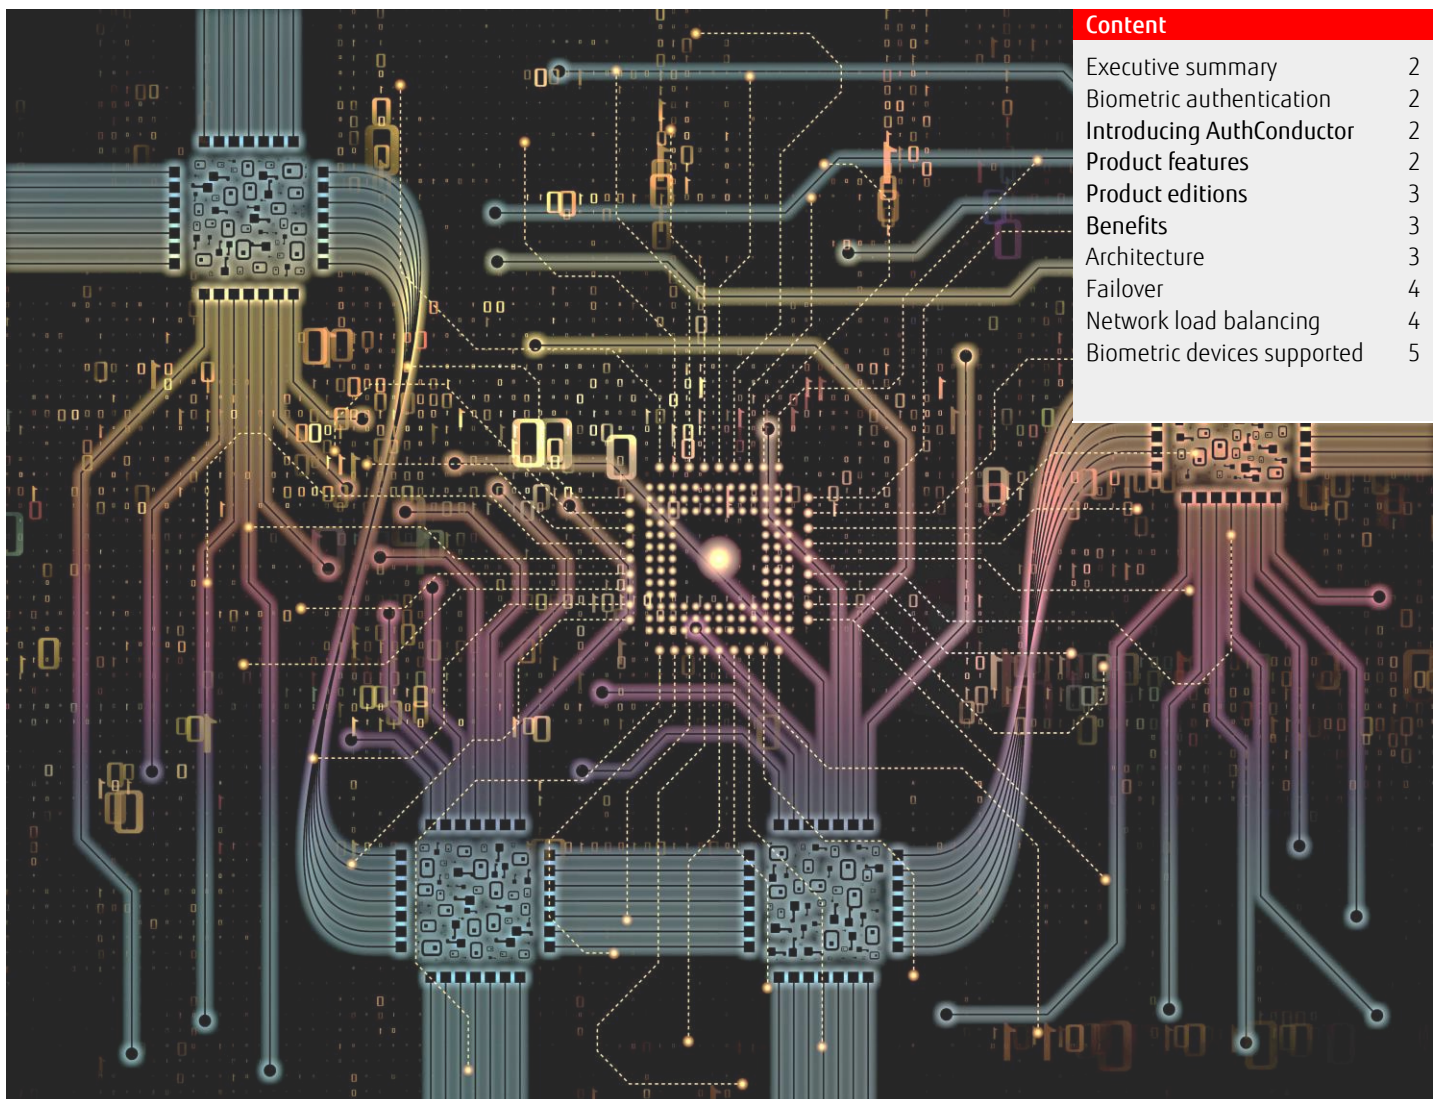 Content
Executive summary 2
Biometric authentication 2
Introducing AuthConductor 2
Product features 2
Product editions 3
Benefits 3
Architecture 3
Failover 4
Network load balancing 4
Biometric devices supported 5